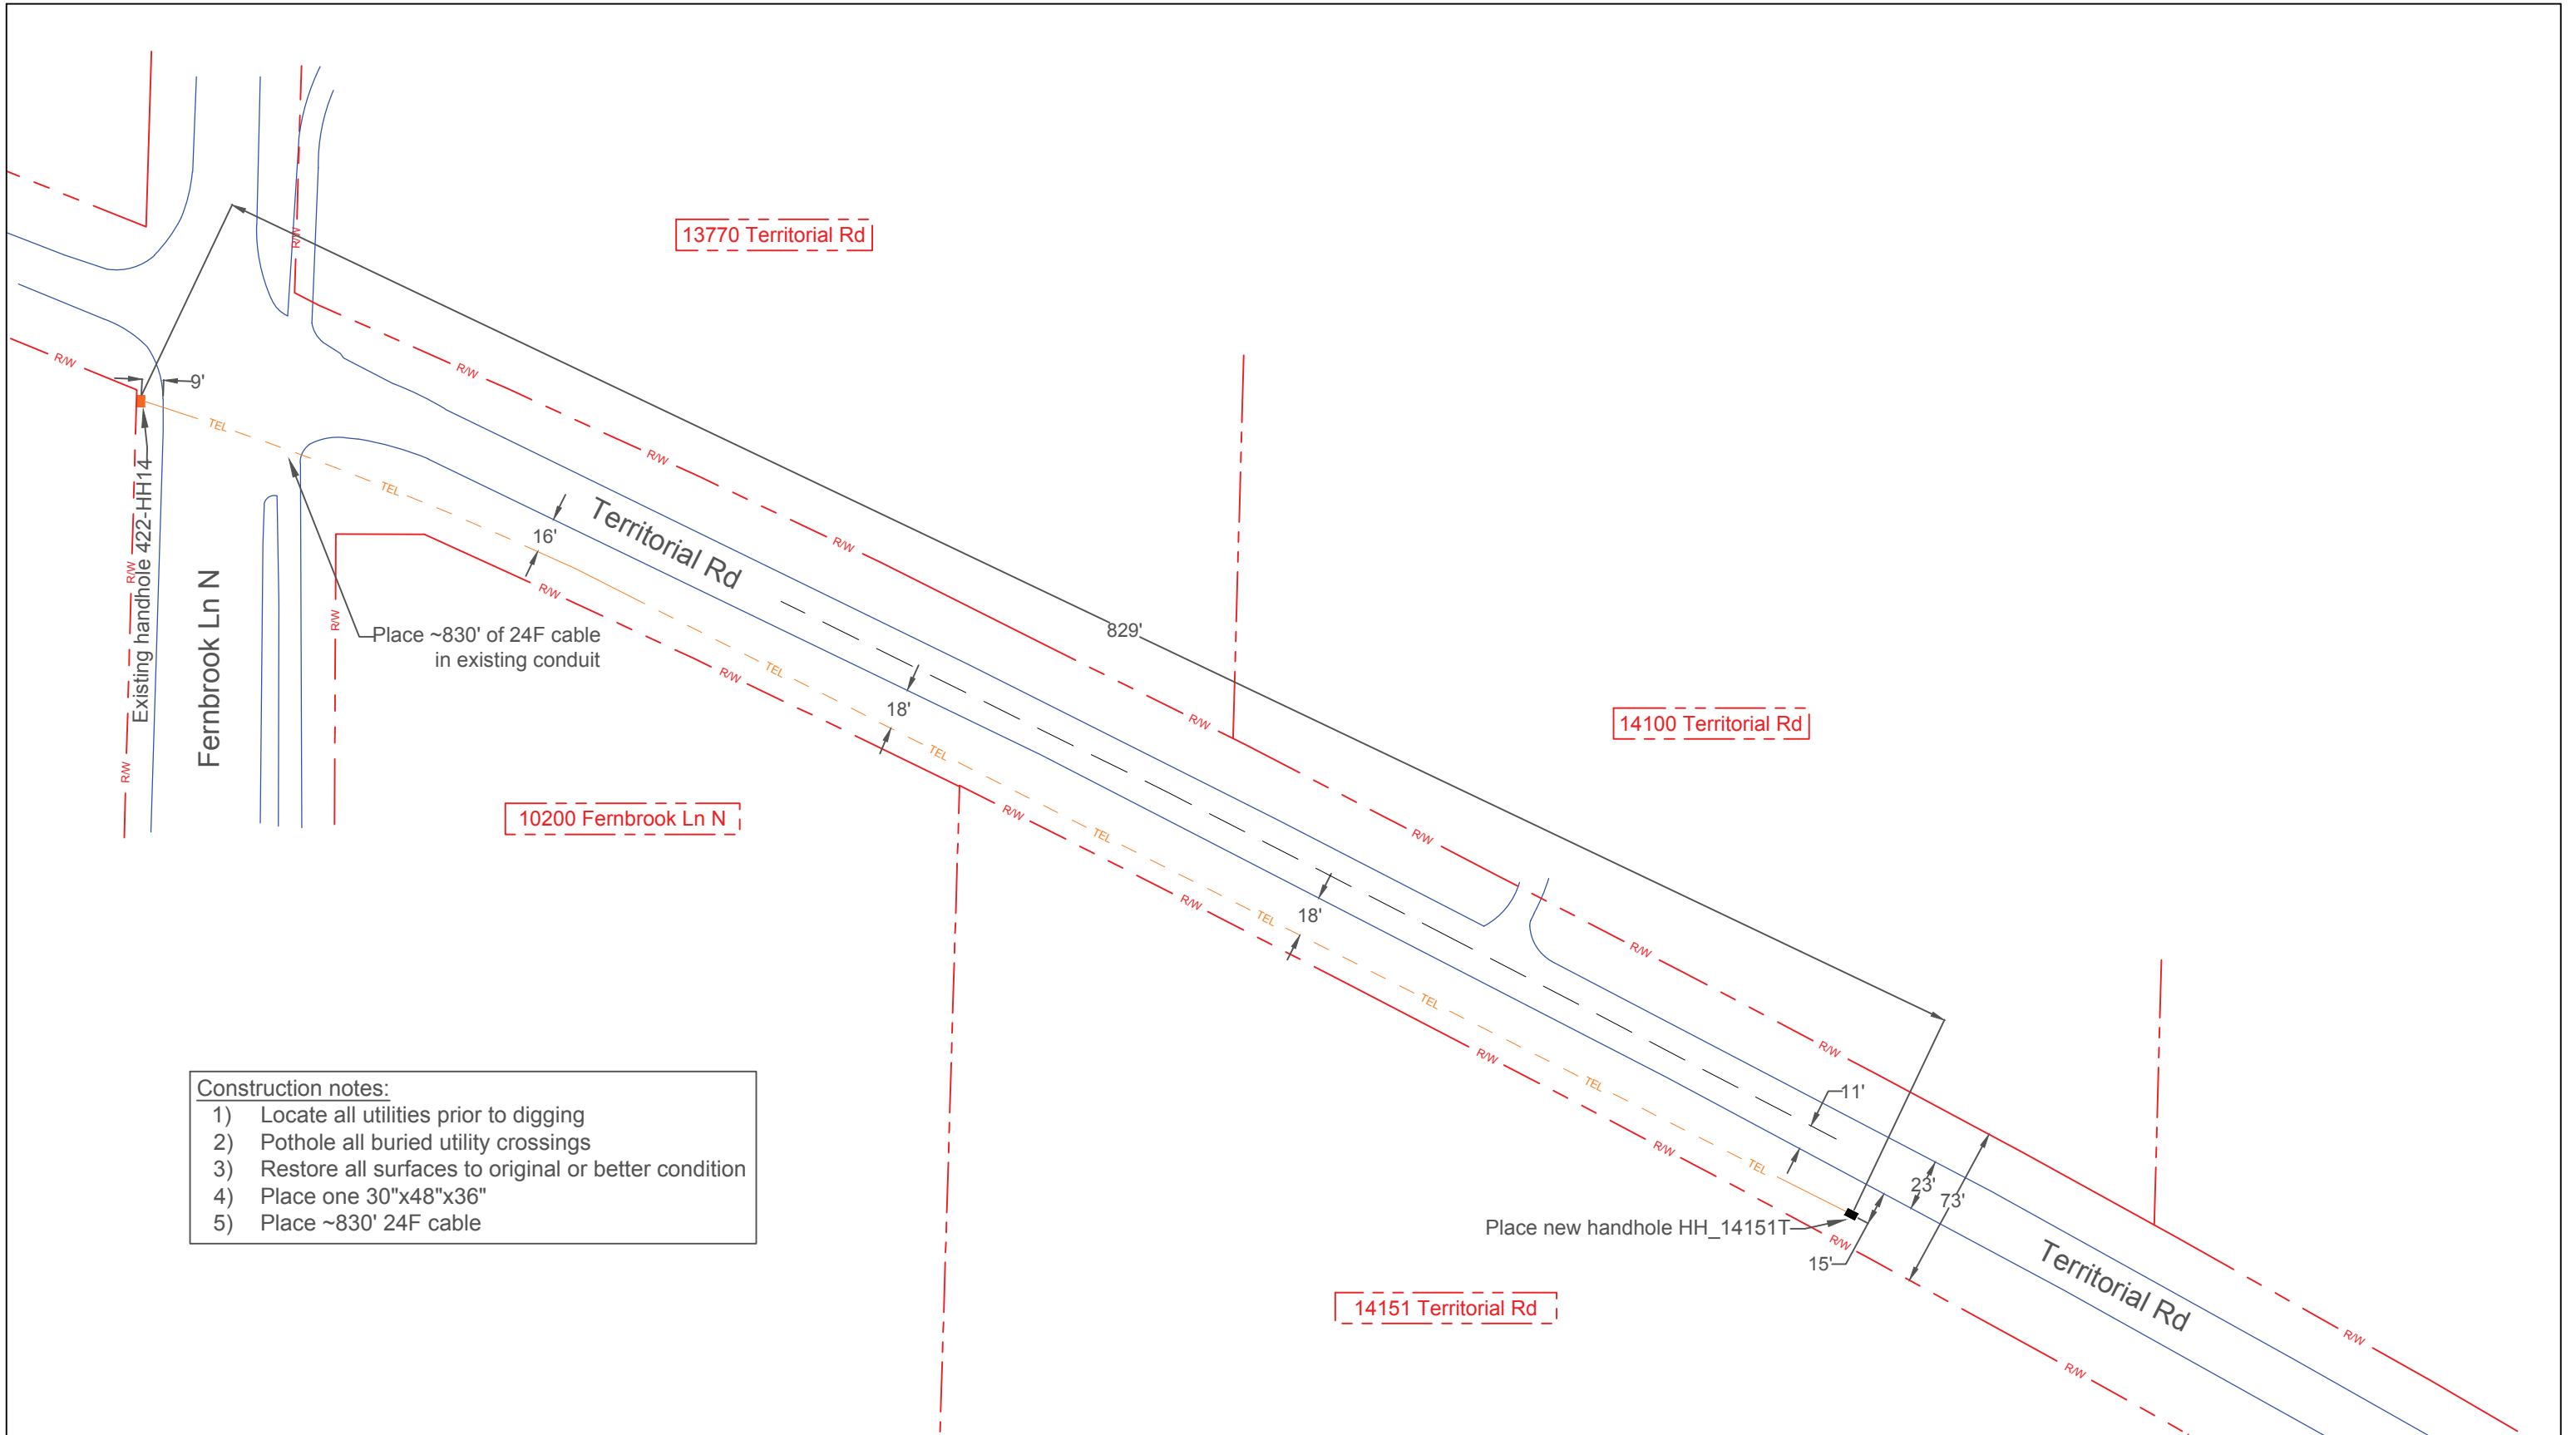 13770 Territorial Rd
R/W
R/W
R/W
9'
TEL
R/W
TEL
Existing handhole 422-HH14
R/W
R/W
Fernbrook Ln N
Territorial Rd
16'
R/W
R/W
R/W
Place ~830' of 24F cable
in existing conduit
829'
TEL
R/W
18'
R/W
TEL
14100 Territorial Rd
10200 Fernbrook Ln N
R/W
TEL
R/W
R/W
TEL
18'
R/W
TEL
R/W
R/W
Construction notes:
1) Locate all utilities prior to digging
2) Pothole all buried utility crossings
3) Restore all surfaces to original or better condition
4) Place one 30"x48"x36"
5) Place ~830' 24F cable
TEL
11'
R/W
TEL
23'
73'
Place new handhole HH_14151T
R/W
15'
Territorial Rd
14151 Territorial Rd
R/W
R/W